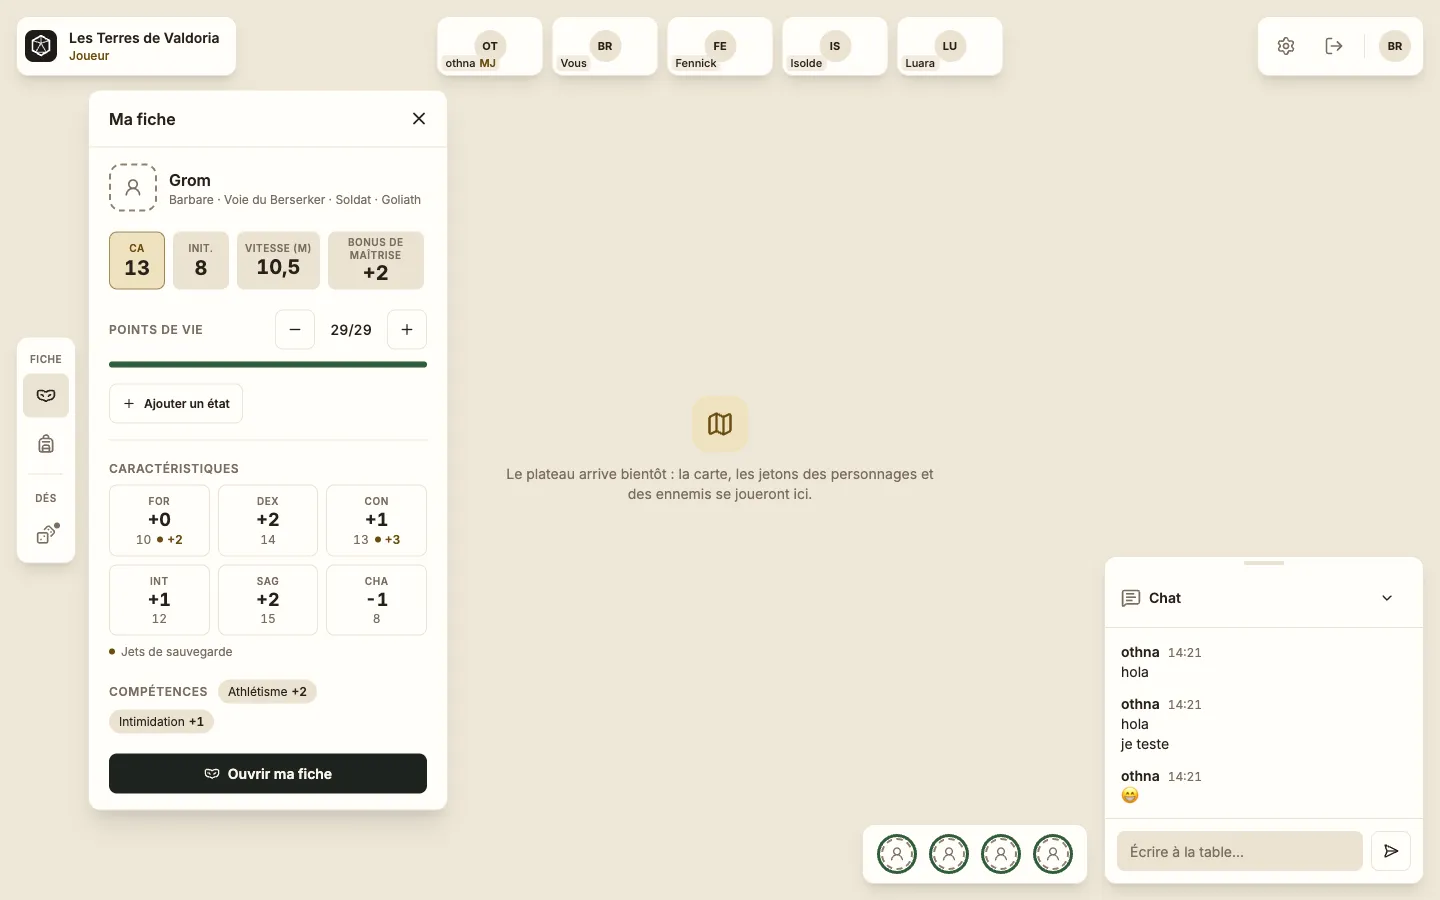 Les Terres de Valdoria
Joueur
OT
othna MJ
BR
Vous
FE
Fennick
IS
Isolde
LU
Luara
BR
Ma fiche
Grom
Barbare · Voie du Berserker · Soldat · Goliath
CA
13
INIT.
8
VITESSE (M)
10,5
BONUS DE
MAÎTRISE
+2
POINTS DE VIE
29/29
Ajouter un état
CARACTÉRISTIQUES
FOR
+0
10 • +2
DEX
+2
14
CON
+1
13 • +3
INT
+1
12
SAG
+2
15
CHA
-1
8
• Jets de sauvegarde
COMPÉTENCES
Athlétisme +2
Intimidation +1
Ouvrir ma fiche
FICHE
DÉS
Le plateau arrive bientôt : la carte, les jetons des personnages et
des ennemis se joueront ici.
Chat
othna 14:21
hola
othna 14:21
hola
je teste
othna 14:21
😁
Écrire à la table...